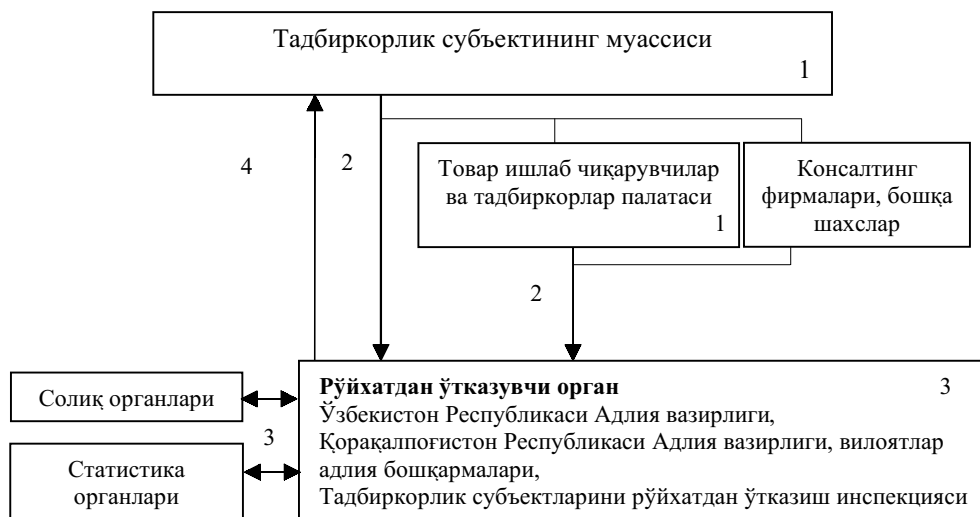 Тадбиркорлик субъектининг муассиси
1
4
2
Товар ишлаб чиқарувчилар
ва тадбиркорлар палатаси
1
Консалтинг
фирмалари, бошқа
шахслар
2
Солиқ органлари
3
Статистика
органлари
Рўйхатдан ўтказувчи орган
3
Ўзбекистон Республикаси Адлия вазирлиги,
Қорақалпоғистон Республикаси Адлия вазирлиги, вилоятлар
адлия бошқармалари,
Тадбиркорлик субъектларини рўйхатдан ўтказиш инспекцияси